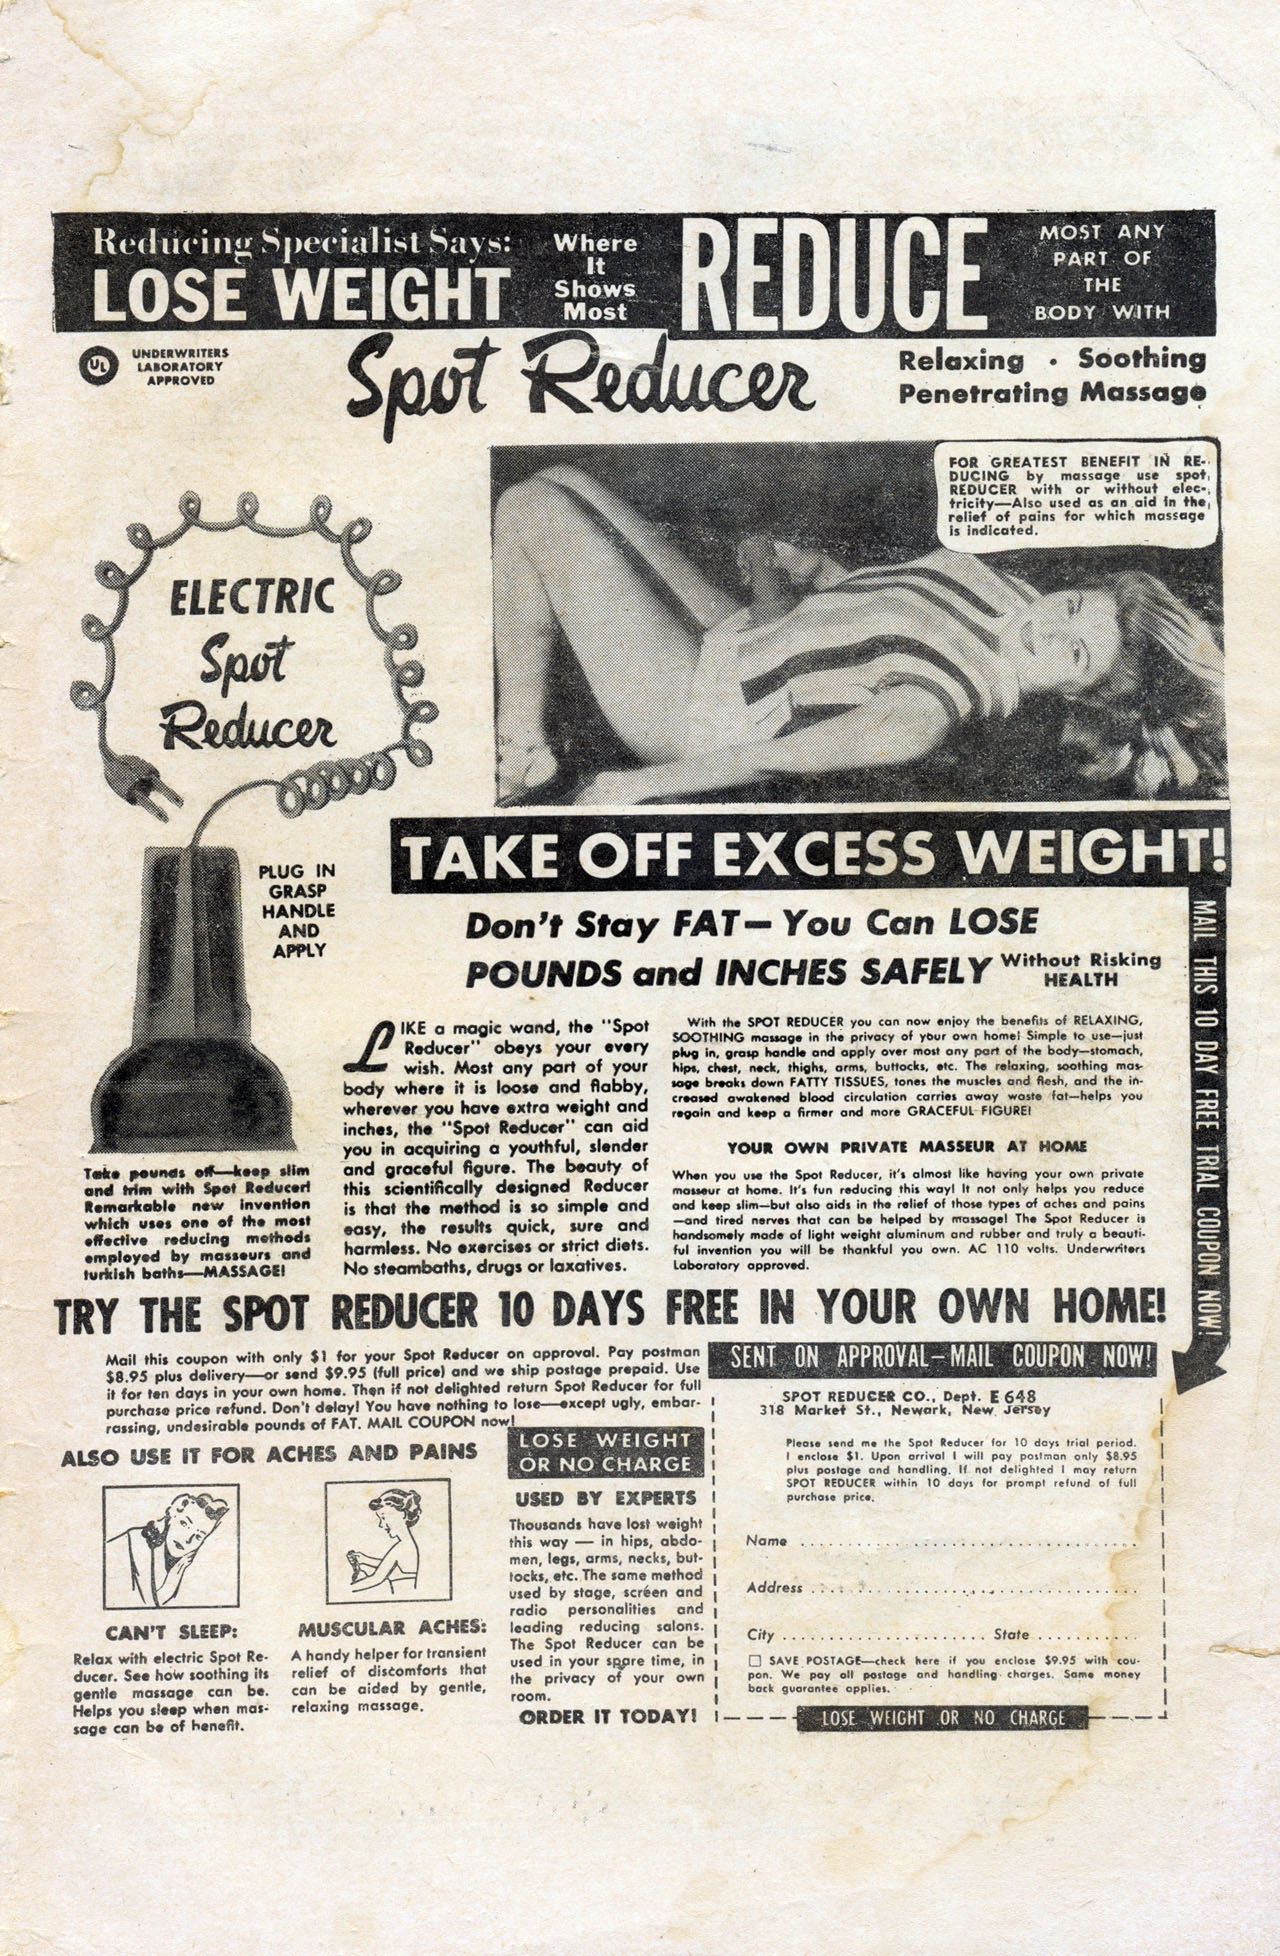 Reducing Specialist Says:
LOSE WEIGHT
Where
It
Shows
Most
REDUCE
MOST ANY
PART OF
THE
BODY WITH
UL
UNDERWRITERS
LABORATORY
APPROVED
Spot Reducer
Relaxing • Soothing
Penetrating Massage
FOR GREATEST BENEFIT IN RE-
DUCING by massage use spot
REDUCER with or without elec-
tricity—Also used as an aid in the
relief of pains for which massage
is indicated.
ELECTRIC
Spot
Reducer
PLUG IN
GRASP
HANDLE
AND
APPLY
TAKE OFF EXCESS WEIGHT!
Don't Stay FAT—You Can LOSE
POUNDS and INCHES SAFELY Without Risking
HEALTH
MAIL THIS 10 DAY FREE TRIAL COUPON NOW!
Take pounds off—keep slim
and trim with Spot Reducer!
Remarkable new invention
which uses one of the most
effective reducing methods
employed by masseurs and
turkish baths—MASSAGE!
LIKE a magic wand, the "Spot
Reducer" obeys your every
wish. Most any part of your
body where it is loose and flabby,
wherever you have extra weight and
inches, the "Spot Reducer" can aid
you in acquiring a youthful, slender
and graceful figure. The beauty of
this scientifically designed Reducer
is that the method is so simple and
easy, the results quick, sure and
harmless. No exercises or strict diets.
No steambaths, drugs or laxatives.
With the SPOT REDUCER you can now enjoy the benefits of RELAXING,
SOOTHING massage in the privacy of your own home! Simple to use—just
plug in, grasp handle and apply over most any part of the body—stomach,
hips, chest, neck, thighs, arms, buttocks, etc. The relaxing, soothing mas-
sage breaks down FATTY TISSUES, tones the muscles and flesh, and the in-
creased awakened blood circulation carries away waste fat—helps you
regain and keep a firmer and more GRACEFUL FIGURE!
YOUR OWN PRIVATE MASSEUR AT HOME
When you use the Spot Reducer, it's almost like having your own private
masseur at home. It's fun reducing this way! It not only helps you reduce
and keep slim—but also aids in the relief of those types of aches and pains
—and tired nerves that can be helped by massage! The Spot Reducer is
handsomely made of light weight aluminum and rubber and truly a beauti-
ful invention you will be thankful you own. AC 110 volts. Underwriters
Laboratory approved.
TRY THE SPOT REDUCER 10 DAYS FREE IN YOUR OWN HOME!
Mail this coupon with only $1 for your Spot Reducer on approval. Pay postman
$8.95 plus delivery—or send $9.95 (full price) and we ship postage prepaid. Use
it for ten days in your own home. Then if not delighted return Spot Reducer for full
purchase price refund. Don't delay! You have nothing to lose—except ugly, embar-
rassing, undesirable pounds of FAT. MAIL COUPON now!
ALSO USE IT FOR ACHES AND PAINS
CAN'T SLEEP:
Relax with electric Spot Re-
ducer. See how soothing its
gentle massage can be.
Helps you sleep when mas-
sage can be of benefit.
MUSCULAR ACHES:
A handy helper for transient
relief of discomforts that
can be aided by gentle,
relaxing massage.
LOSE WEIGHT
OR NO CHARGE
USED BY EXPERTS
Thousands have lost weight
this way — in hips, abdo-
men, legs, arms, necks, but-
tocks, etc. The same method
used by stage, screen and
radio personalities and
leading reducing salons.
The Spot Reducer can be
used in your spare time, in
the privacy of your own
room.
ORDER IT TODAY!
SENT ON APPROVAL—MAIL COUPON NOW!
SPOT REDUCER CO., Dept. E 648
318 Market St., Newark, New Jersey
Please send me the Spot Reducer for 10 days trial period.
I enclose $1. Upon arrival I will pay postman only $8.95
plus postage and handling. If not delighted I may return
SPOT REDUCER within 10 days for prompt refund of full
purchase price.
Name
Address
City State
☐ SAVE POSTAGE—check here if you enclose $9.95 with cou-
pon. We pay all postage and handling charges. Same money
back guarantee applies.
LOSE WEIGHT OR NO CHARGE